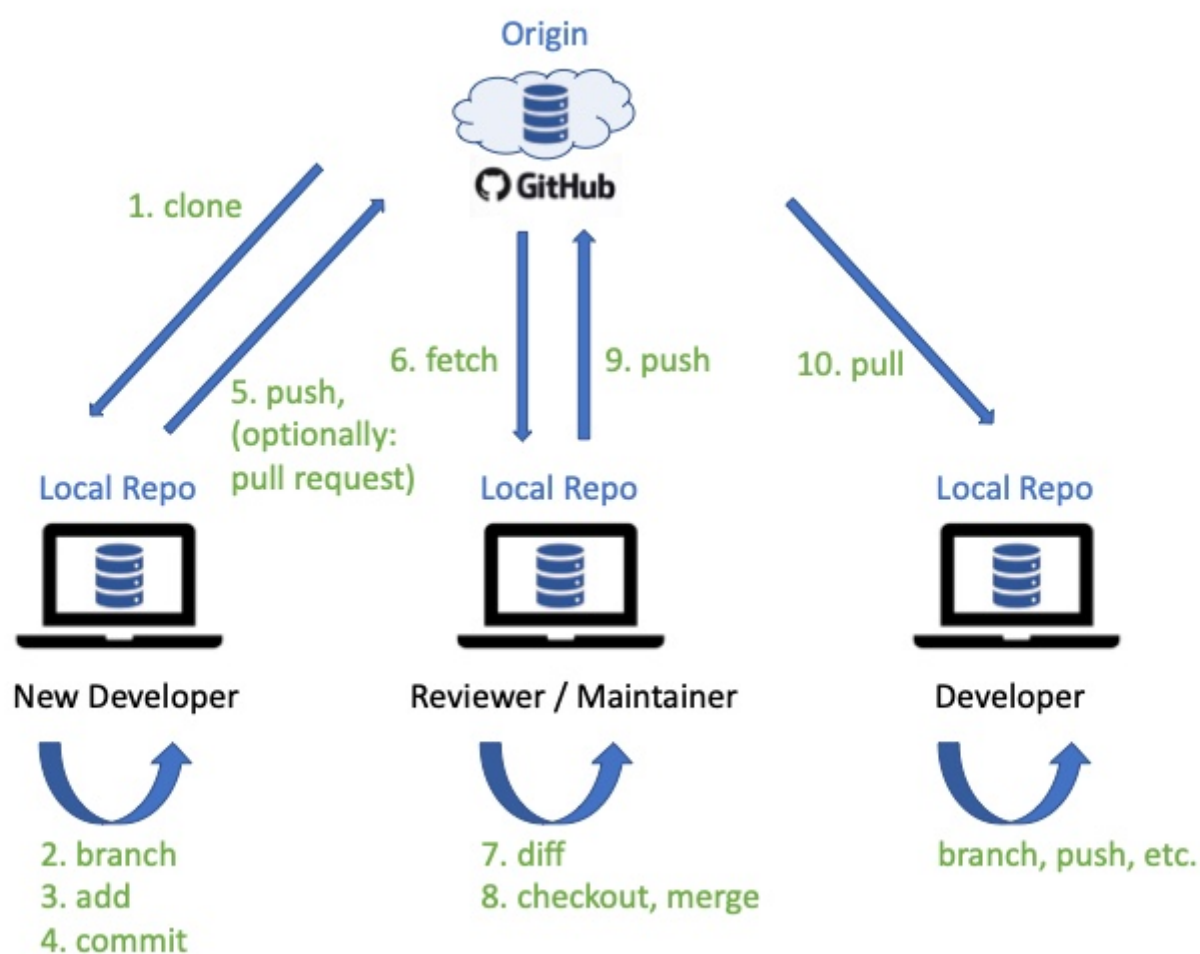 Origin
GitHub
1. clone
5. push,
(optionally:
pull request)
6. fetch
9. push
10. pull
Local Repo
Local Repo
Local Repo
New Developer
Reviewer / Maintainer
Developer
2. branch
3. add
4. commit
7. diff
8. checkout, merge
branch, push, etc.